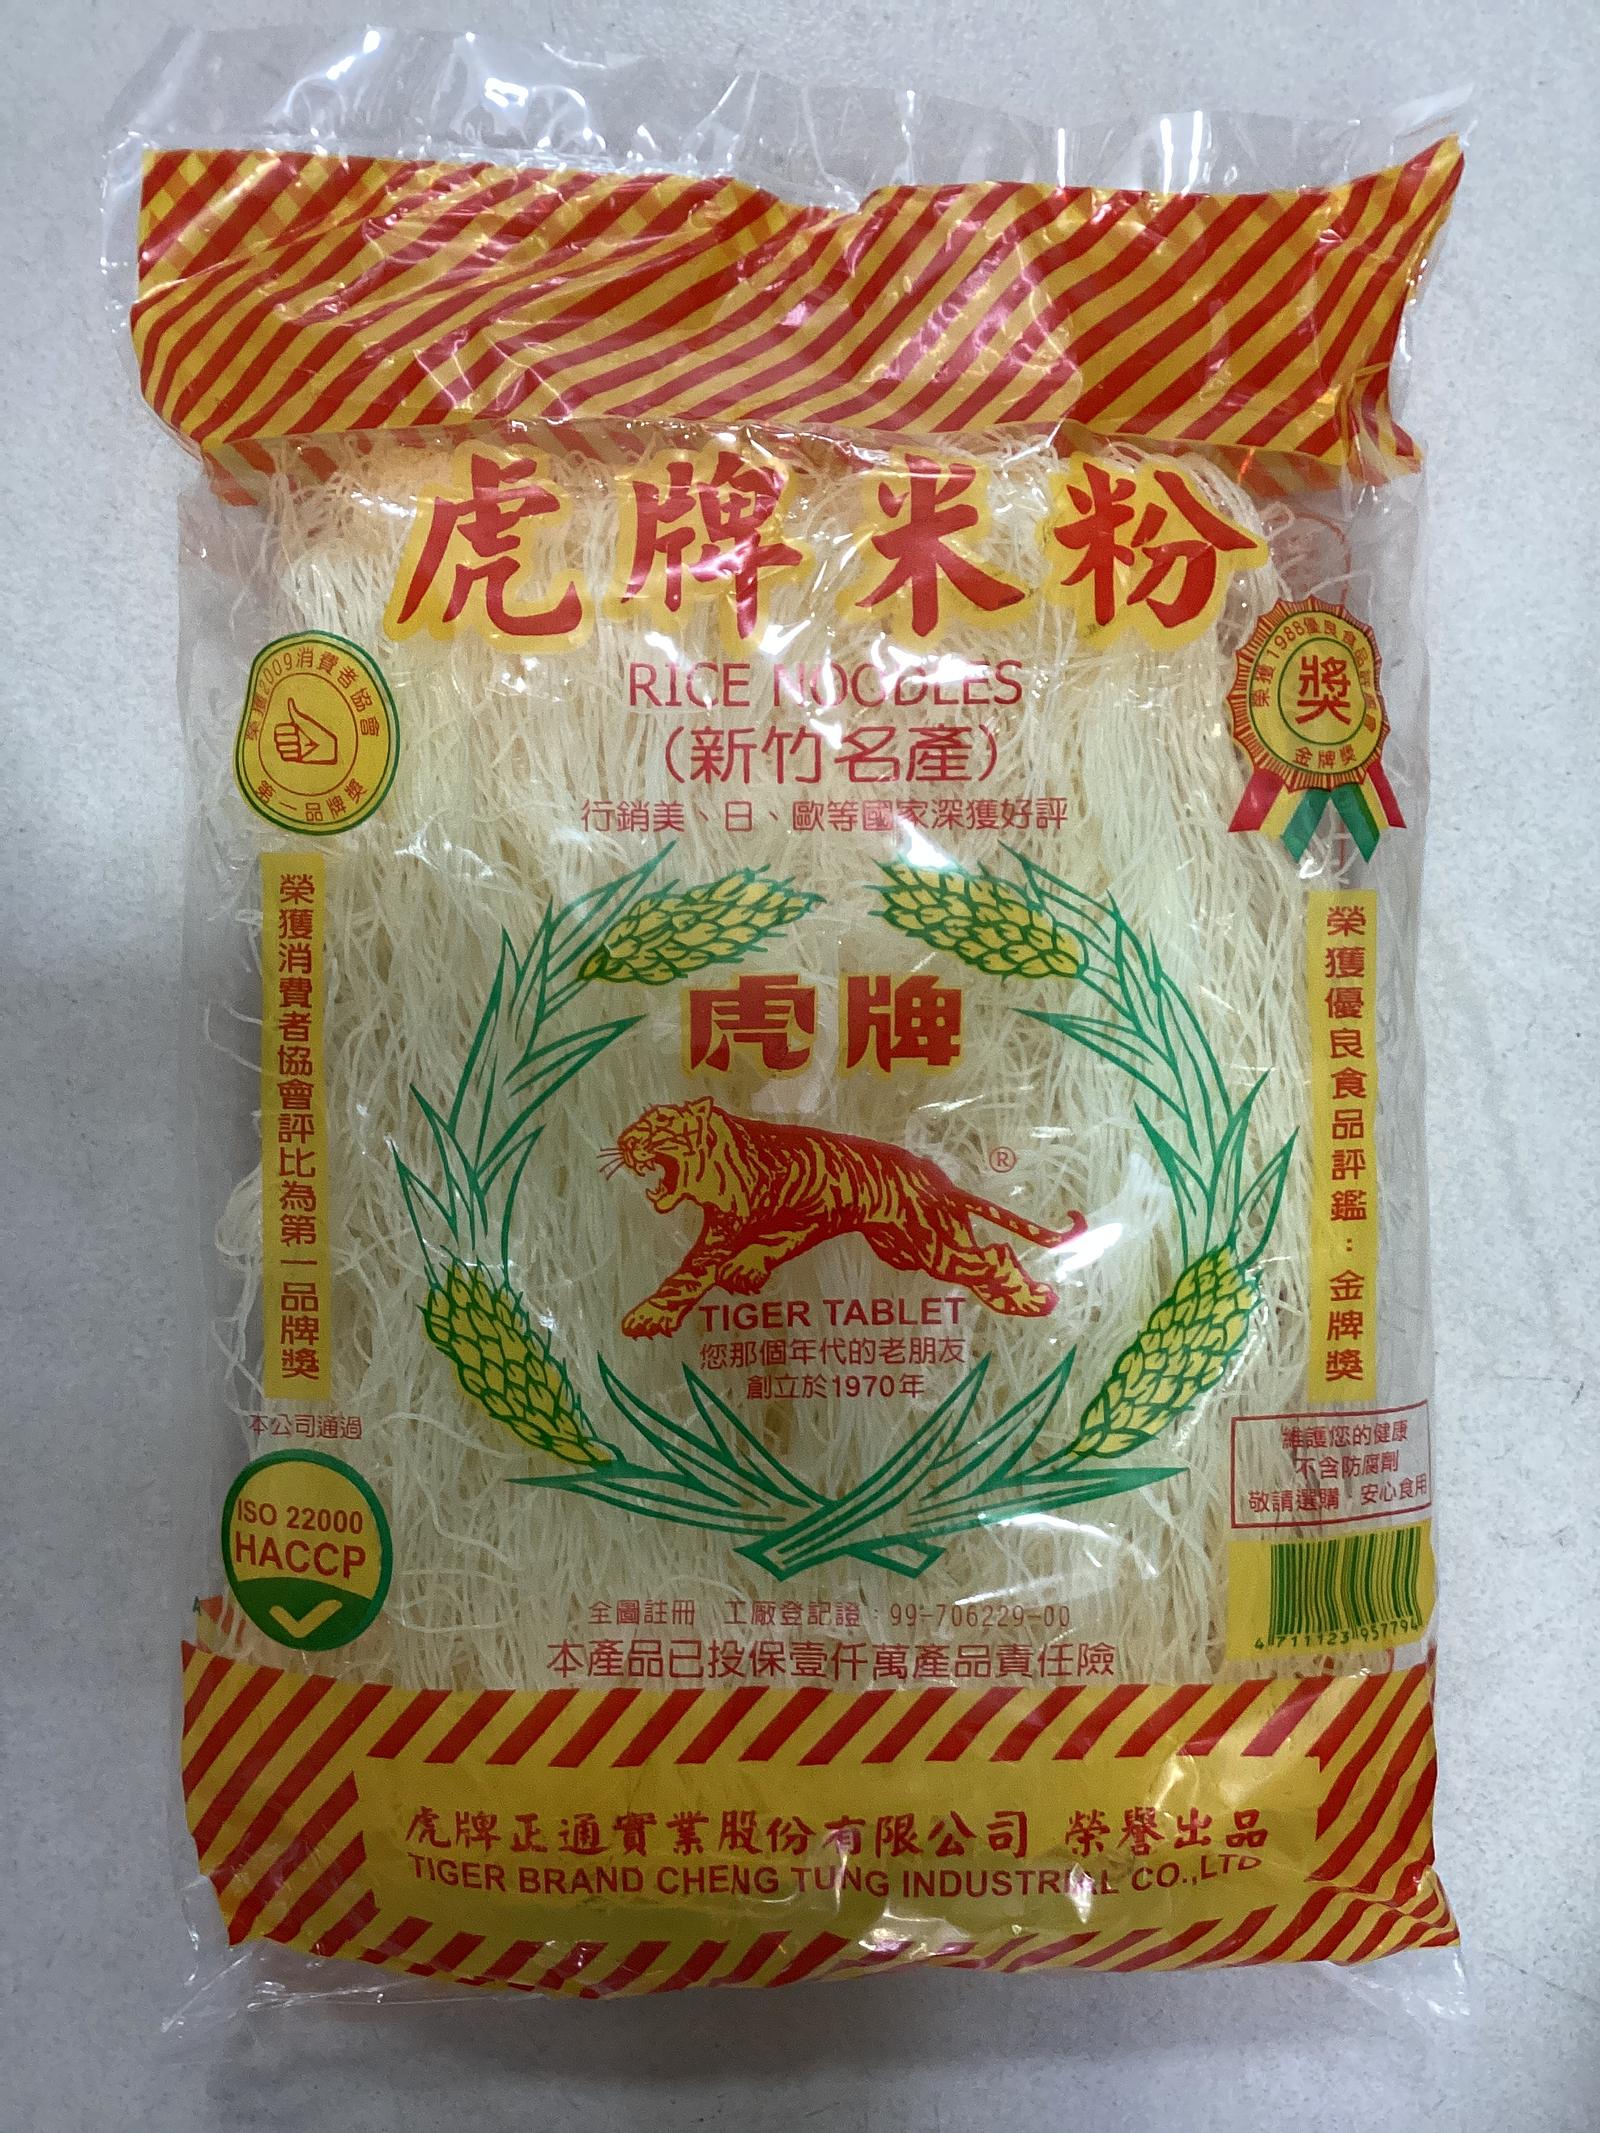 虎牌米粉
RICE NOODLES
(新竹名產)
行銷美、日、歐等國家深獲好評
榮獲2009消費者協會
第一品牌獎
榮獲1988優良食品
獎
金牌獎
榮獲消費者協會評比為第一品牌獎
榮獲優良食品評鑑：金牌獎
虎牌
®
TIGER TABLET
您那個年代的老朋友
創立於1970年
本公司通過
ISO 22000
HACCP
維護您的健康
不含防腐劑
敬請選購．安心食用
4 711123 957794
全圖註冊 工廠登記證：99-706229-00
本產品已投保壹仟萬產品責任險
虎牌正通實業股份有限公司 榮譽出品
TIGER BRAND CHENG TUNG INDUSTRIAL CO.,LTD